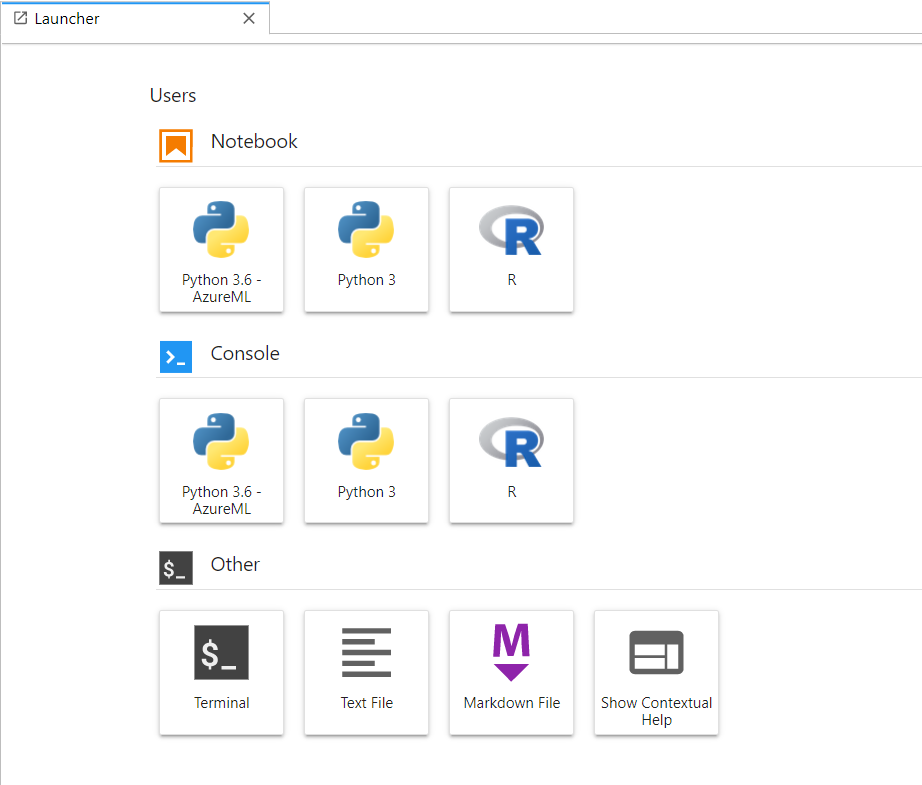 Launcher
Users
Notebook
Python 3.6 -
AzureML
Python 3
R
Console
Python 3.6 -
AzureML
Python 3
R
$_ Other
$_
Terminal
Text File
M
Markdown File
Show Contextual
Help